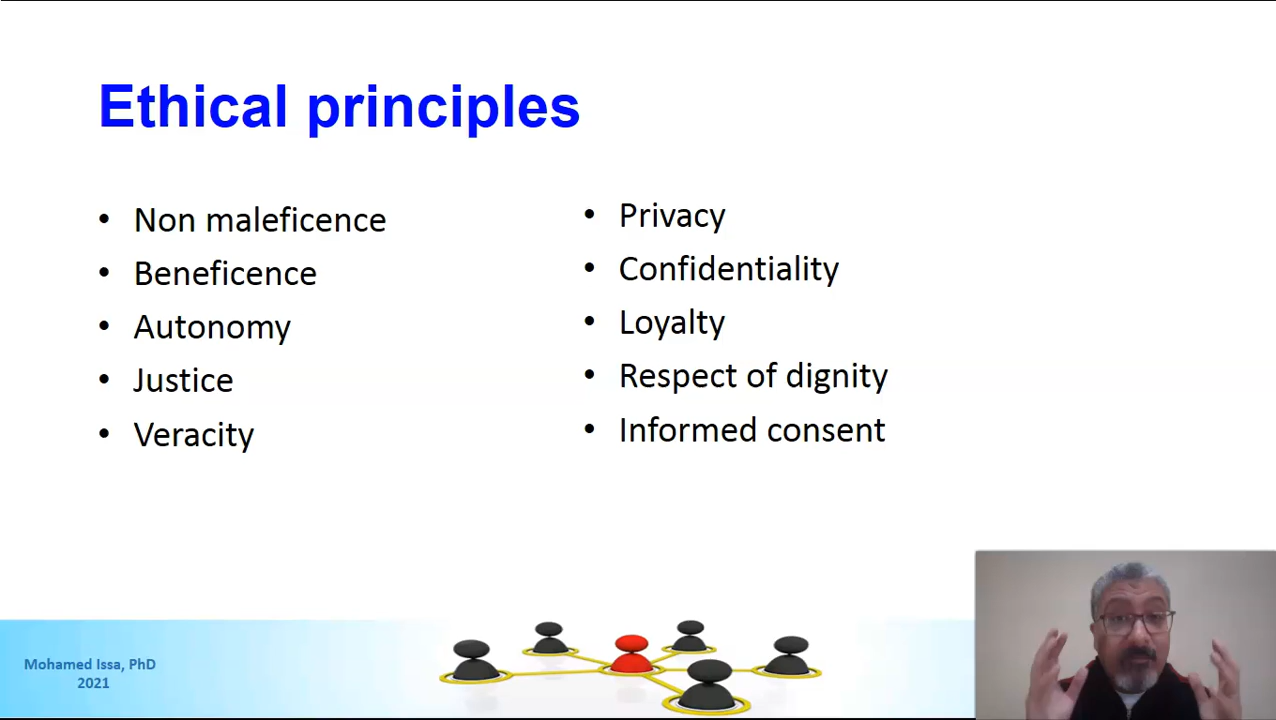 Ethical principles
• Non maleficence
• Beneficence
• Autonomy
• Justice
• Veracity
• Privacy
• Confidentiality
• Loyalty
• Respect of dignity
• Informed consent
Mohamed Issa, PhD
2021